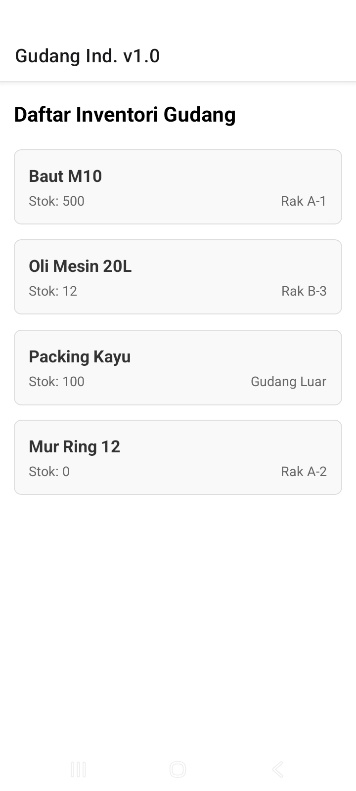 Gudang Ind. v1.0
Daftar Inventori Gudang
Baut M10
Stok: 500 Rak A-1
Oli Mesin 20L
Stok: 12 Rak B-3
Packing Kayu
Stok: 100 Gudang Luar
Mur Ring 12
Stok: 0 Rak A-2